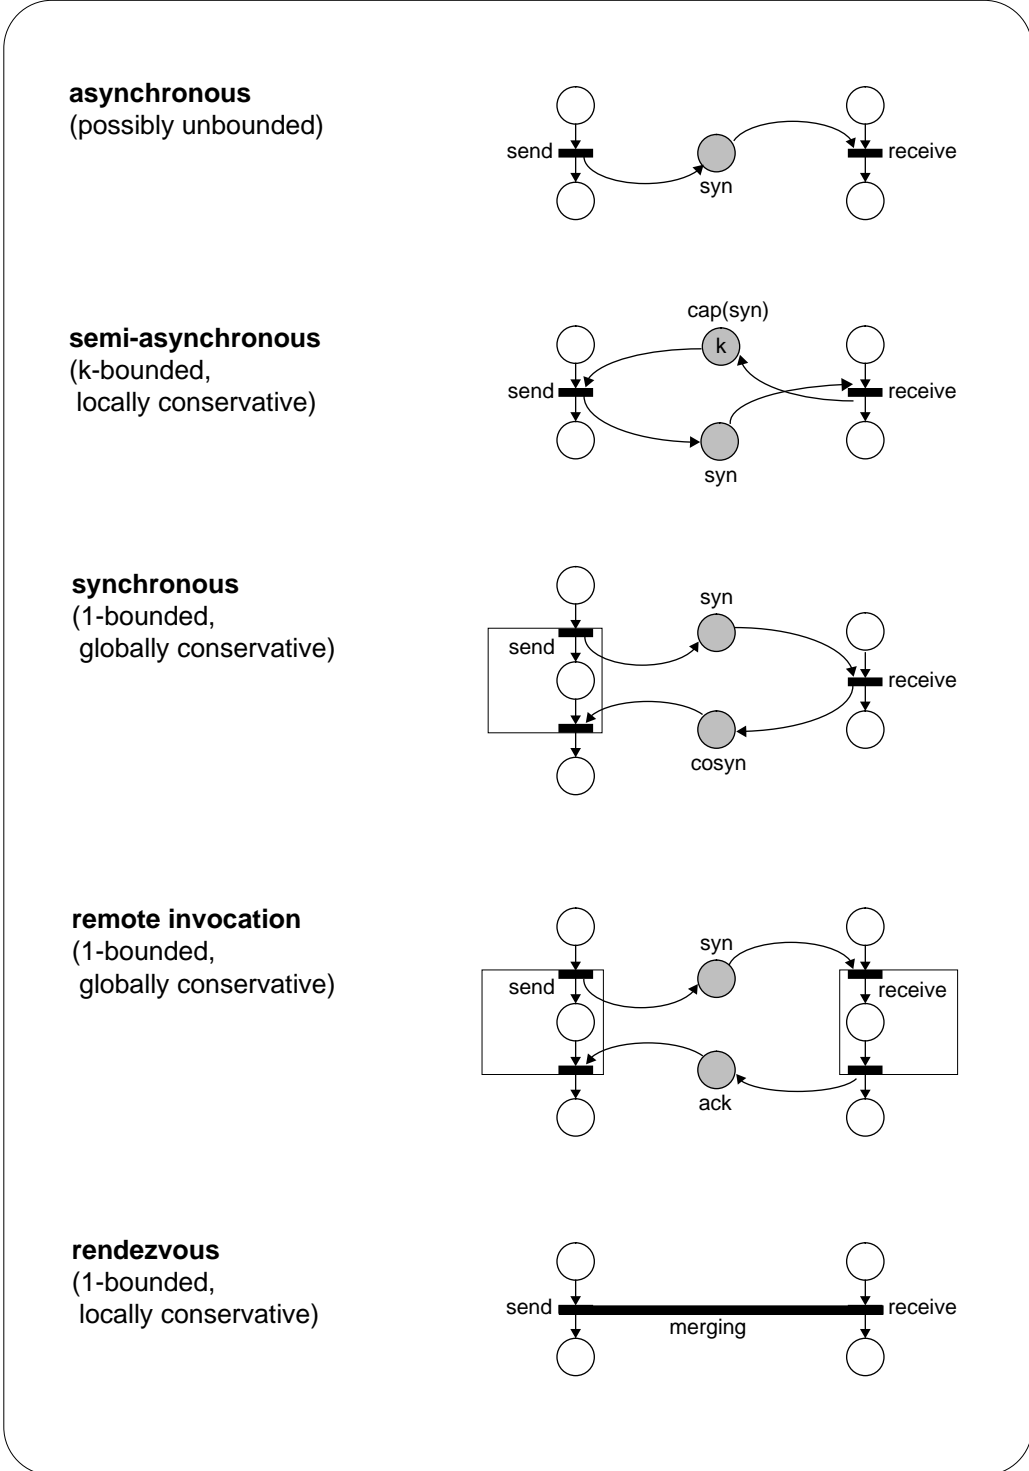 asynchronous
(possibly unbounded)
send
syn
receive
cap(syn)
semi-asynchronous
(k-bounded,
locally conservative)
k
send
receive
syn
synchronous
(1-bounded,
globally conservative)
syn
send
receive
cosyn
remote invocation
(1-bounded,
globally conservative)
syn
send
receive
ack
rendezvous
(1-bounded,
locally conservative)
send
receive
merging